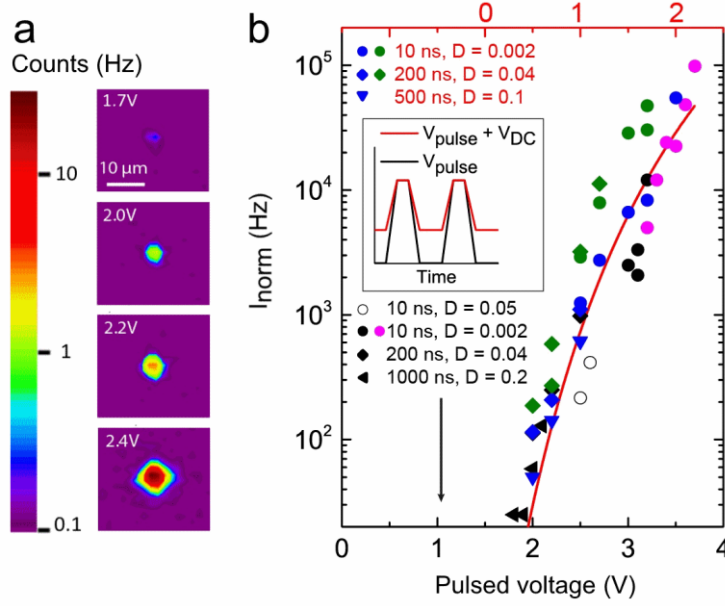 a
Counts (Hz)
10
1
0.1
1.7V
10 μm
2.0V
2.2V
2.4V
b
0 1 2
10 ns, D = 0.002
200 ns, D = 0.04
500 ns, D = 0.1
V_pulse + V_DC
V_pulse
Time
10 ns, D = 0.05
10 ns, D = 0.002
200 ns, D = 0.04
1000 ns, D = 0.2
I_norm (Hz)
10^5
10^4
10^3
10^2
0 1 2 3 4
Pulsed voltage (V)